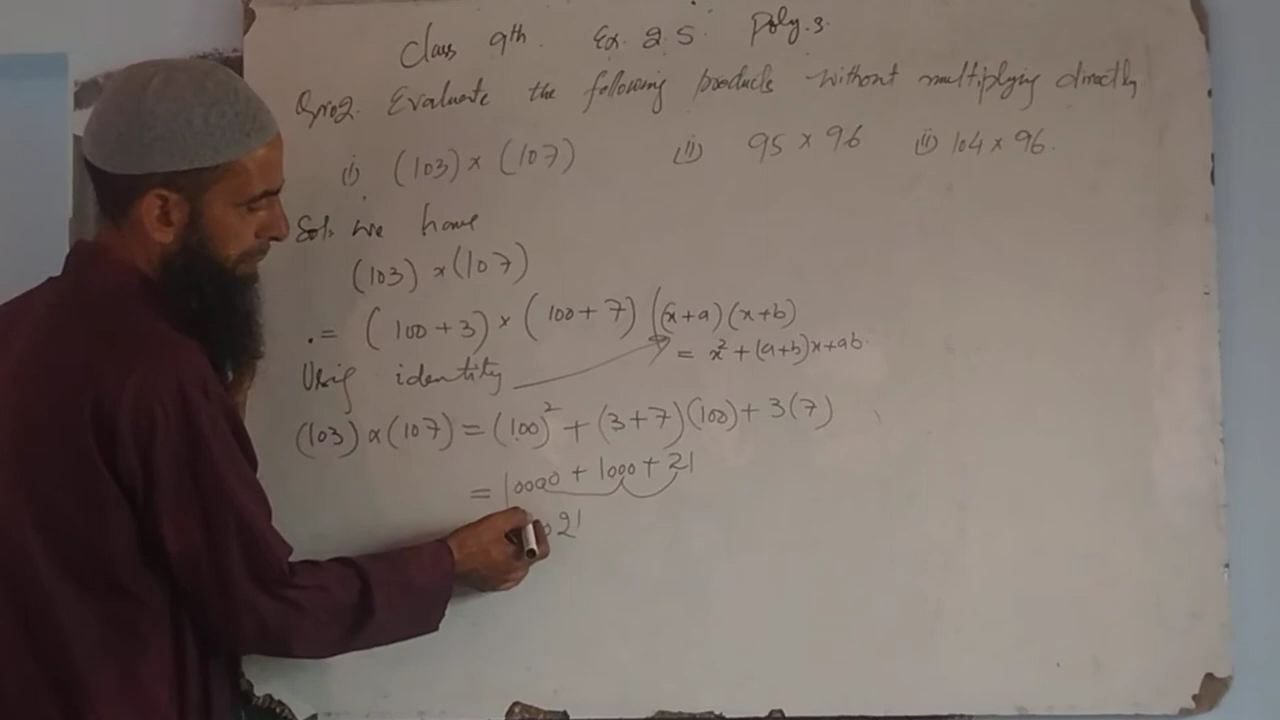 Class 9th. Ex. 2.5. Poly.3.
Qno2. Evaluate the following products without multiplying directly
(i) (103) × (107) (ii) 95 × 96 (iii) 104 × 96.
Sol: we have
(103) × (107)
= (100 + 3) × (100 + 7) (x+a) (x+b)
= x² + (a+b)x+ab.
Using identity
(103) × (107) = (100)² + (3+7)(100) + 3(7)
= 10000 + 1000 + 21
021